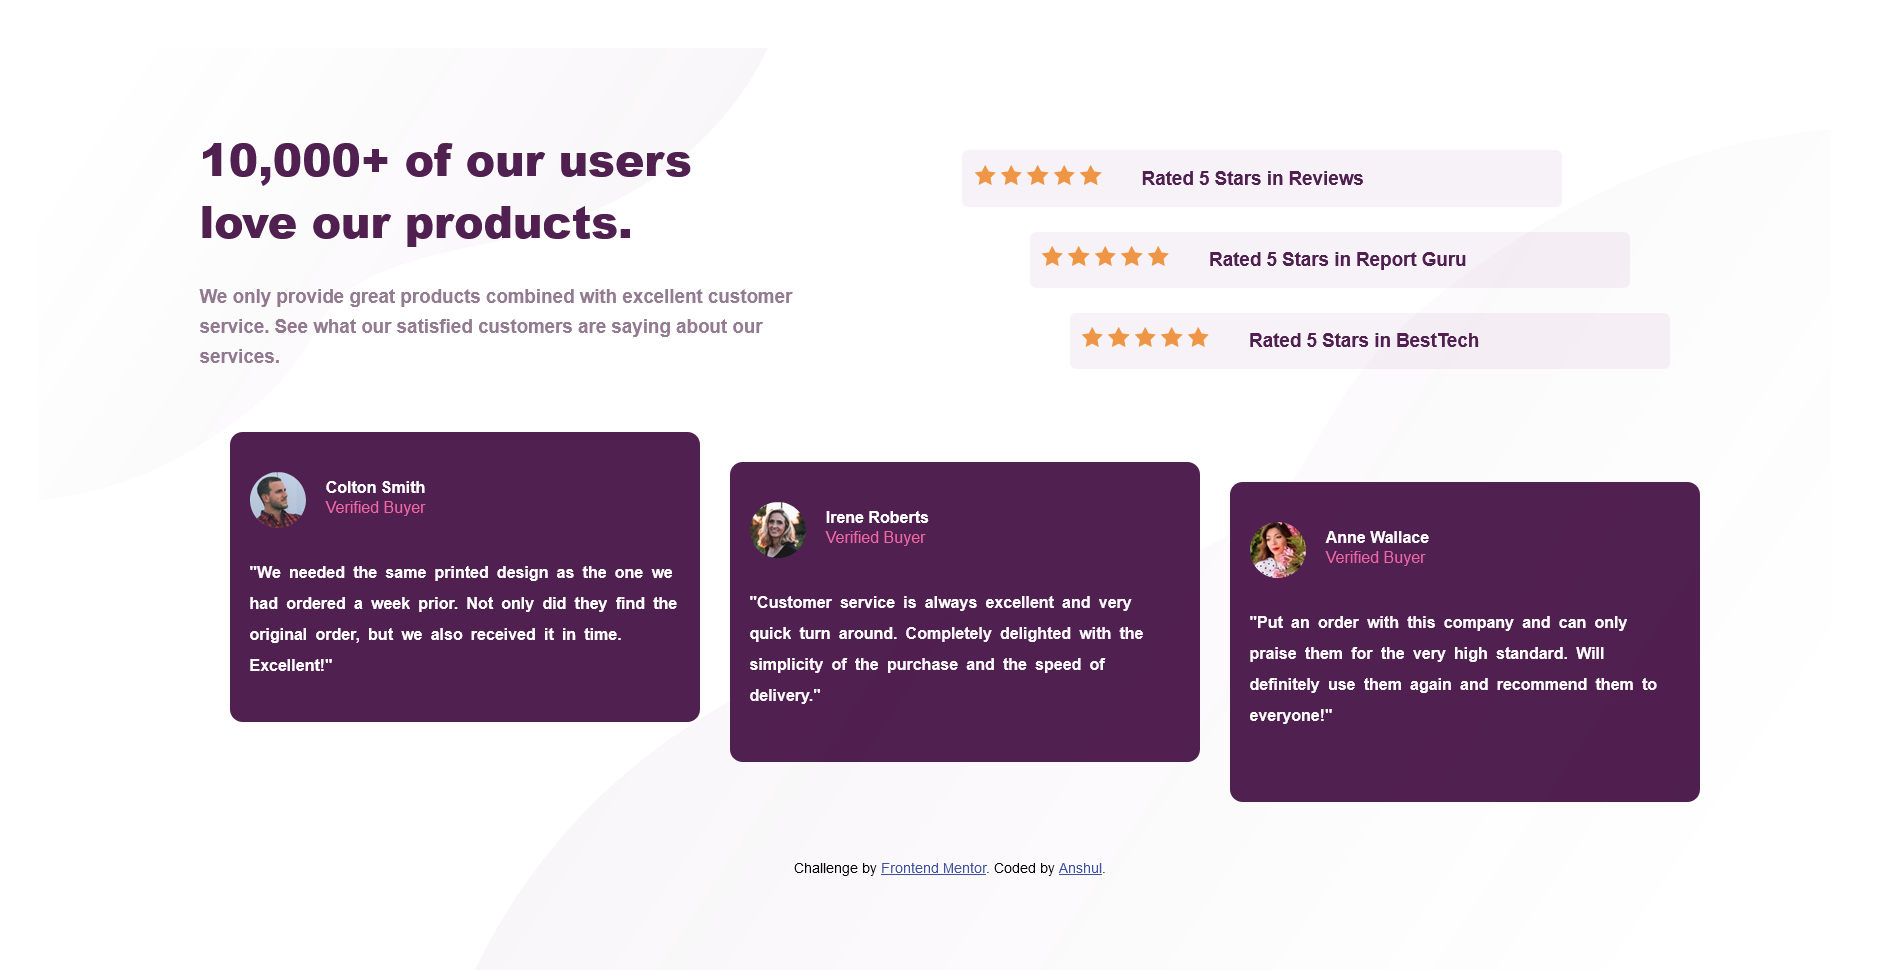 10,000+ of our users
love our products.
We only provide great products combined with excellent customer
service. See what our satisfied customers are saying about our
services.
Rated 5 Stars in Reviews
Rated 5 Stars in Report Guru
Rated 5 Stars in BestTech
Colton Smith
Verified Buyer
"We needed the same printed design as the one we
had ordered a week prior. Not only did they find the
original order, but we also received it in time.
Excellent!"
Irene Roberts
Verified Buyer
"Customer service is always excellent and very
quick turn around. Completely delighted with the
simplicity of the purchase and the speed of
delivery."
Anne Wallace
Verified Buyer
"Put an order with this company and can only
praise them for the very high standard. Will
definitely use them again and recommend them to
everyone!"
Challenge by Frontend Mentor. Coded by Anshul.